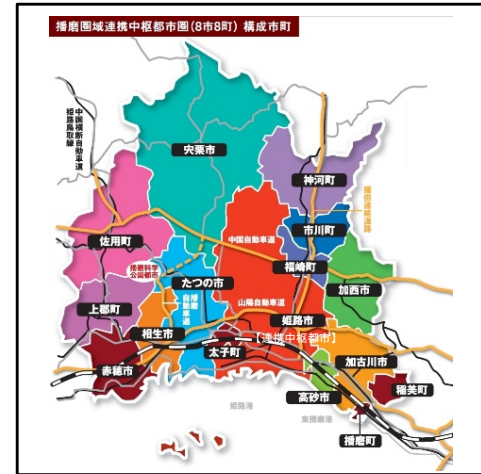 播磨圏域連携中枢都市圏(8市8町) 構成市町
中国横断自動車道
姫路鳥取線
宍粟市
神河町
播但連絡道路
市川町
佐用町
中国自動車道
福崎町
播磨科学
公園都市
たつの市
加西市
上郡町
播磨
自動車道
山陽自動車道
相生市
姫路市
【連携中枢都市】
太子町
赤穂市
加古川市
稲美町
高砂市
姫路港
東播磨港
播磨町